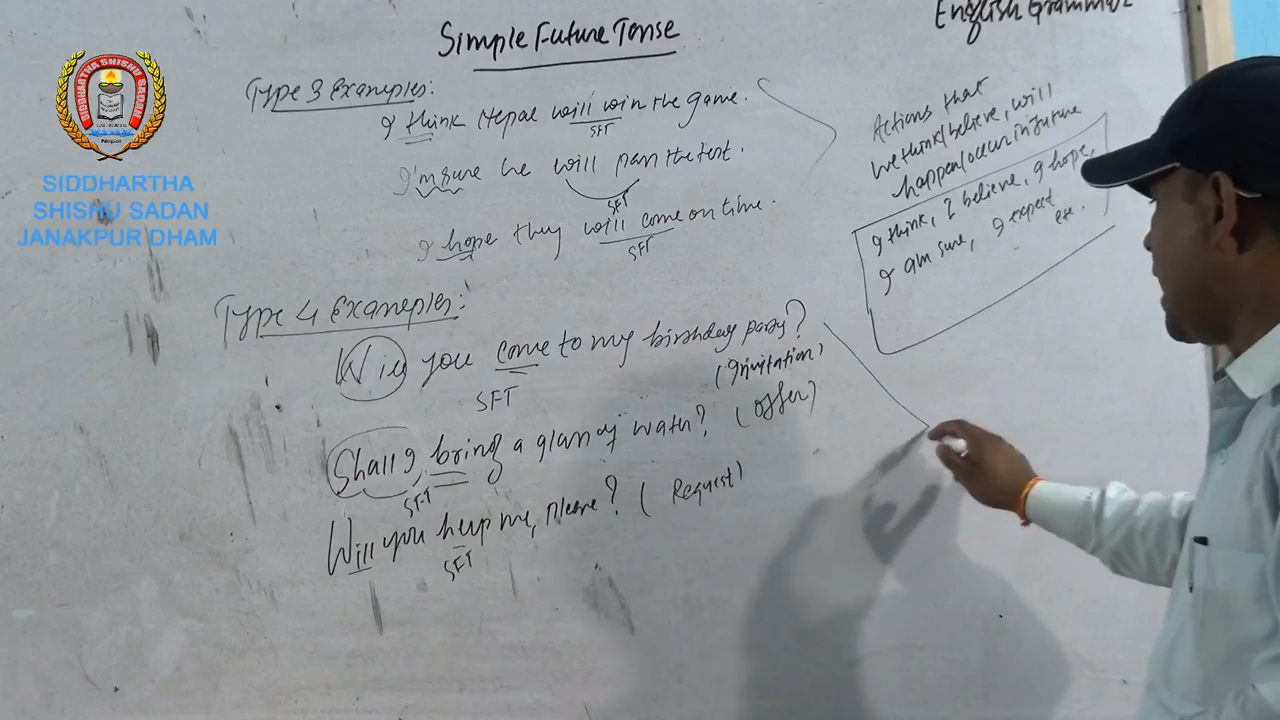 Simple Future Tense
English Grammar
SIDDHARTHA SHISHU SADAN
Nepal
SIDDHARTHA
SHISHU SADAN
JANAKPUR DHAM
Type 3 Examples:
I think Nepal will win the game.
SFT
I'm sure he will pass the test.
SFT
I hope they will come on time.
SFT
Actions that
we think/believe, will
happen/occur in future
I think, I believe, I hope,
I am sure, I expect
etc.
Type 4 Examples:
Will you come to my birthday party?
SFT
(Invitation)
Shall I bring a glass of water? (Offer)
SFT
Will you help me, please? (Request)
SFT